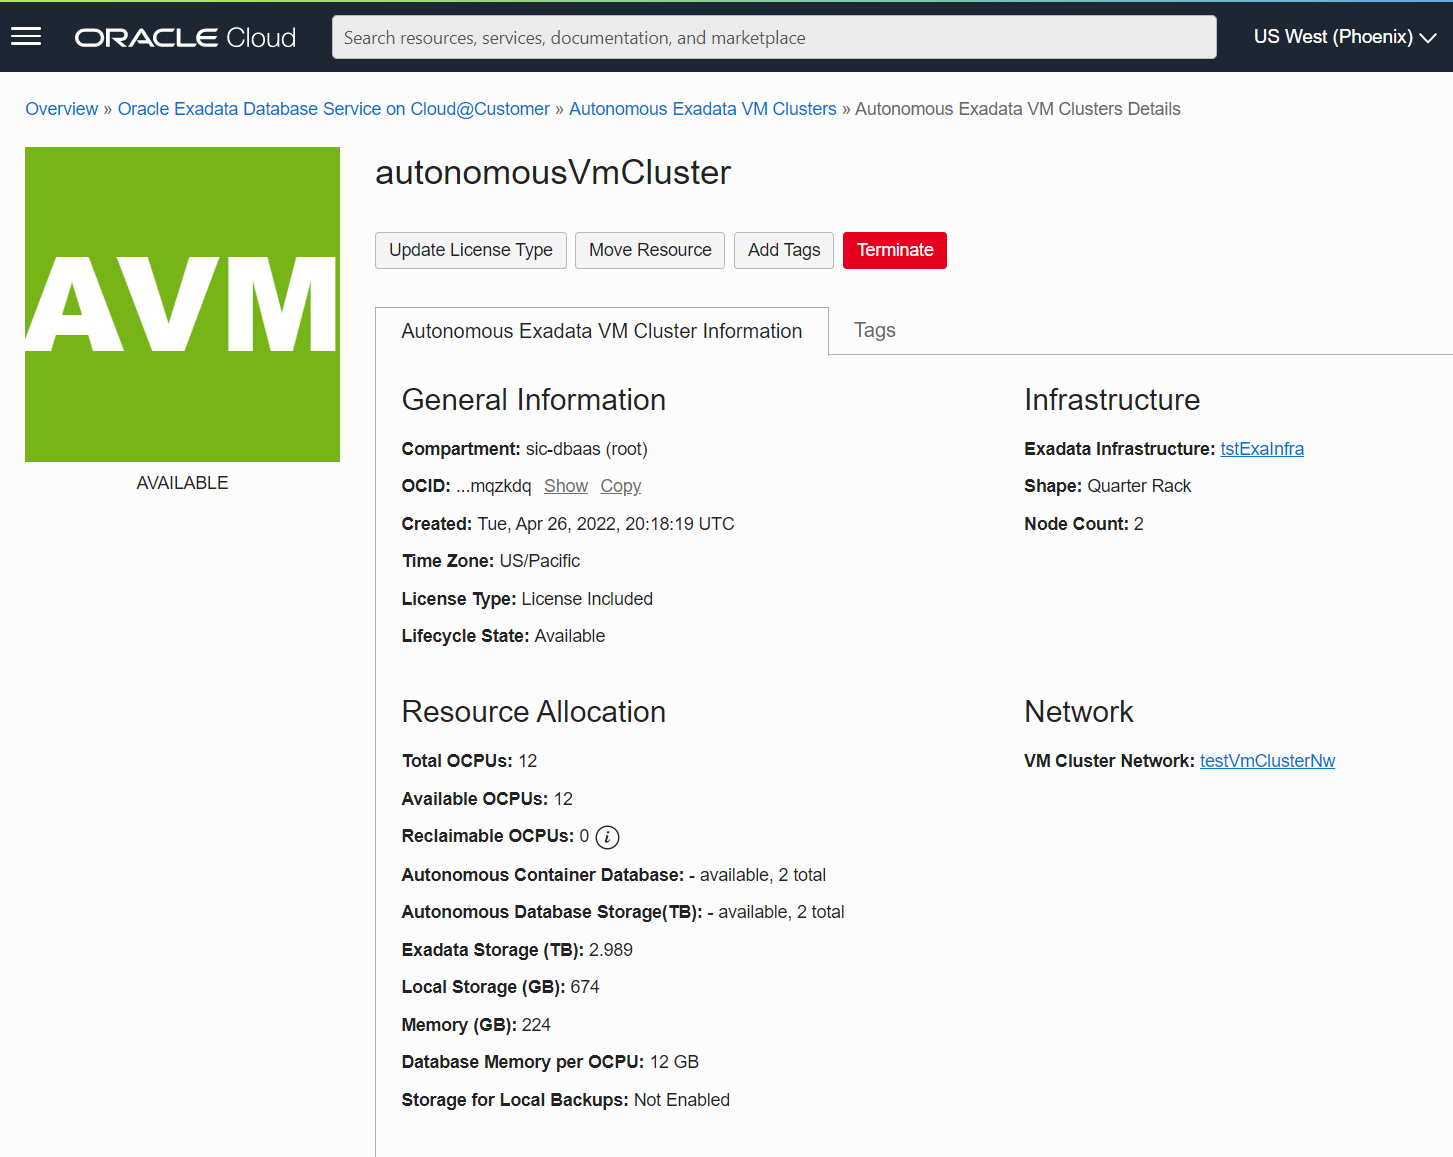 ORACLE Cloud
Search resources, services, documentation, and marketplace
US West (Phoenix)
Overview » Oracle Exadata Database Service on Cloud@Customer » Autonomous Exadata VM Clusters » Autonomous Exadata VM Clusters Details
AVM
AVAILABLE
autonomousVmCluster
Update License Type
Move Resource
Add Tags
Terminate
Autonomous Exadata VM Cluster Information
Tags
General Information
Compartment: sic-dbaas (root)
OCID: ...mqzkdq Show Copy
Created: Tue, Apr 26, 2022, 20:18:19 UTC
Time Zone: US/Pacific
License Type: License Included
Lifecycle State: Available
Infrastructure
Exadata Infrastructure: tstExaInfra
Shape: Quarter Rack
Node Count: 2
Resource Allocation
Total OCPUs: 12
Available OCPUs: 12
Reclaimable OCPUs: 0 i
Autonomous Container Database: - available, 2 total
Autonomous Database Storage(TB): - available, 2 total
Exadata Storage (TB): 2.989
Local Storage (GB): 674
Memory (GB): 224
Database Memory per OCPU: 12 GB
Storage for Local Backups: Not Enabled
Network
VM Cluster Network: testVmClusterNw